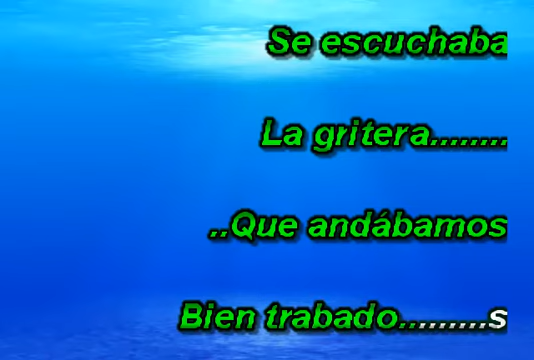 Se escuchaba
La gritera........
..Que andábamos
Bien trabado.........s